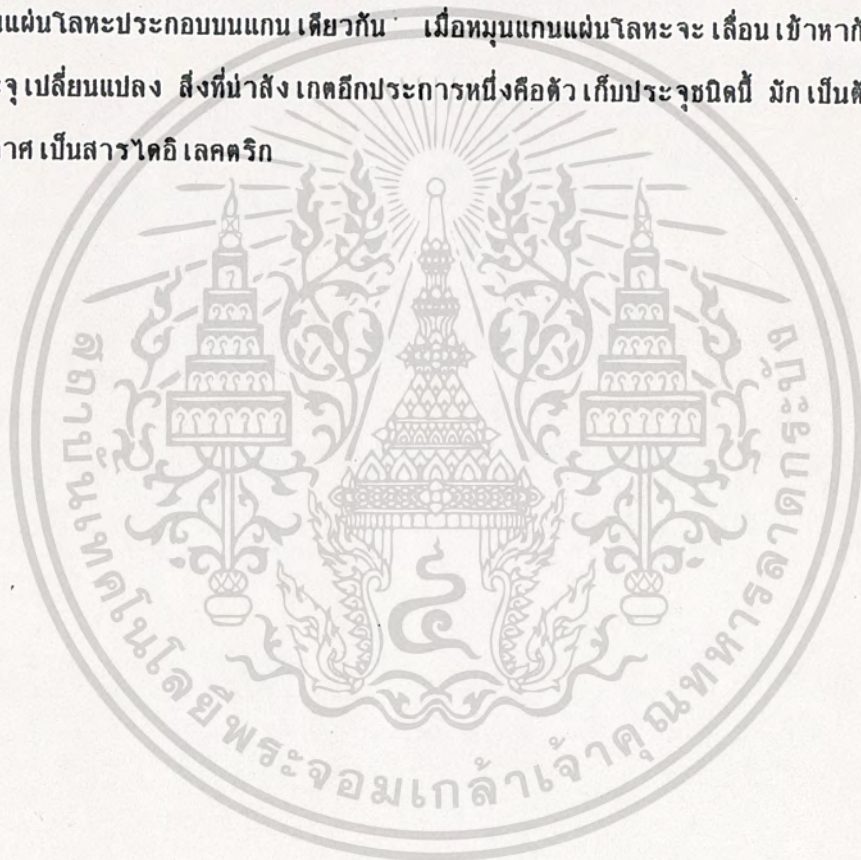 นแผ่นโลหะประกอบบนแกนเดียวกัน เมื่อหมุนแกนแผ่นโลหะจะเลื่อนเข้าหากั
ะจุเปลี่ยนแปลง สิ่งที่น่าสังเกตอีกประการหนึ่งคือตัวเก็บประจุชนิดนี้ มักเป็นตั
าศเป็นสารไดอิเลคตริก
สถาบันเทคโนโลยีพระจอมเกล้าเจ้าคุณทหารลาดกระบัง
๔